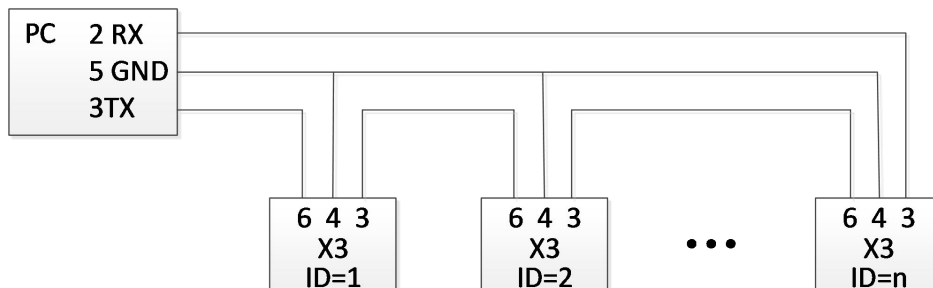 PC 2 RX
5 GND
3TX
6 4 3
X3
ID=1
6 4 3
X3
ID=2
•••
6 4 3
X3
ID=n